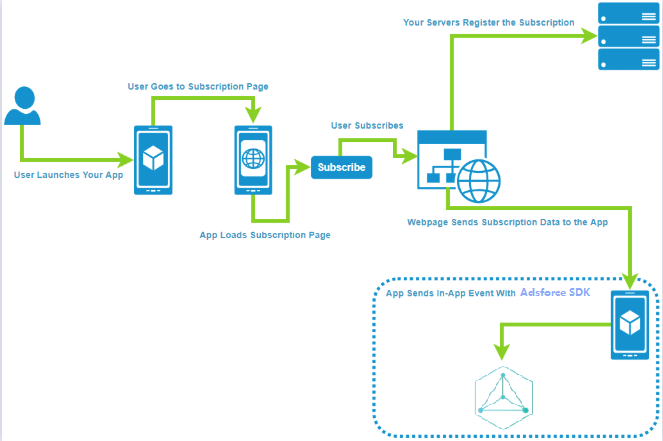 Your Servers Register the Subscription
User Goes to Subscription Page
User Subscribes
Subscribe
User Launches Your App
Webpage Sends Subscription Data to the App
App Loads Subscription Page
App Sends In-App Event With Adsforce SDK